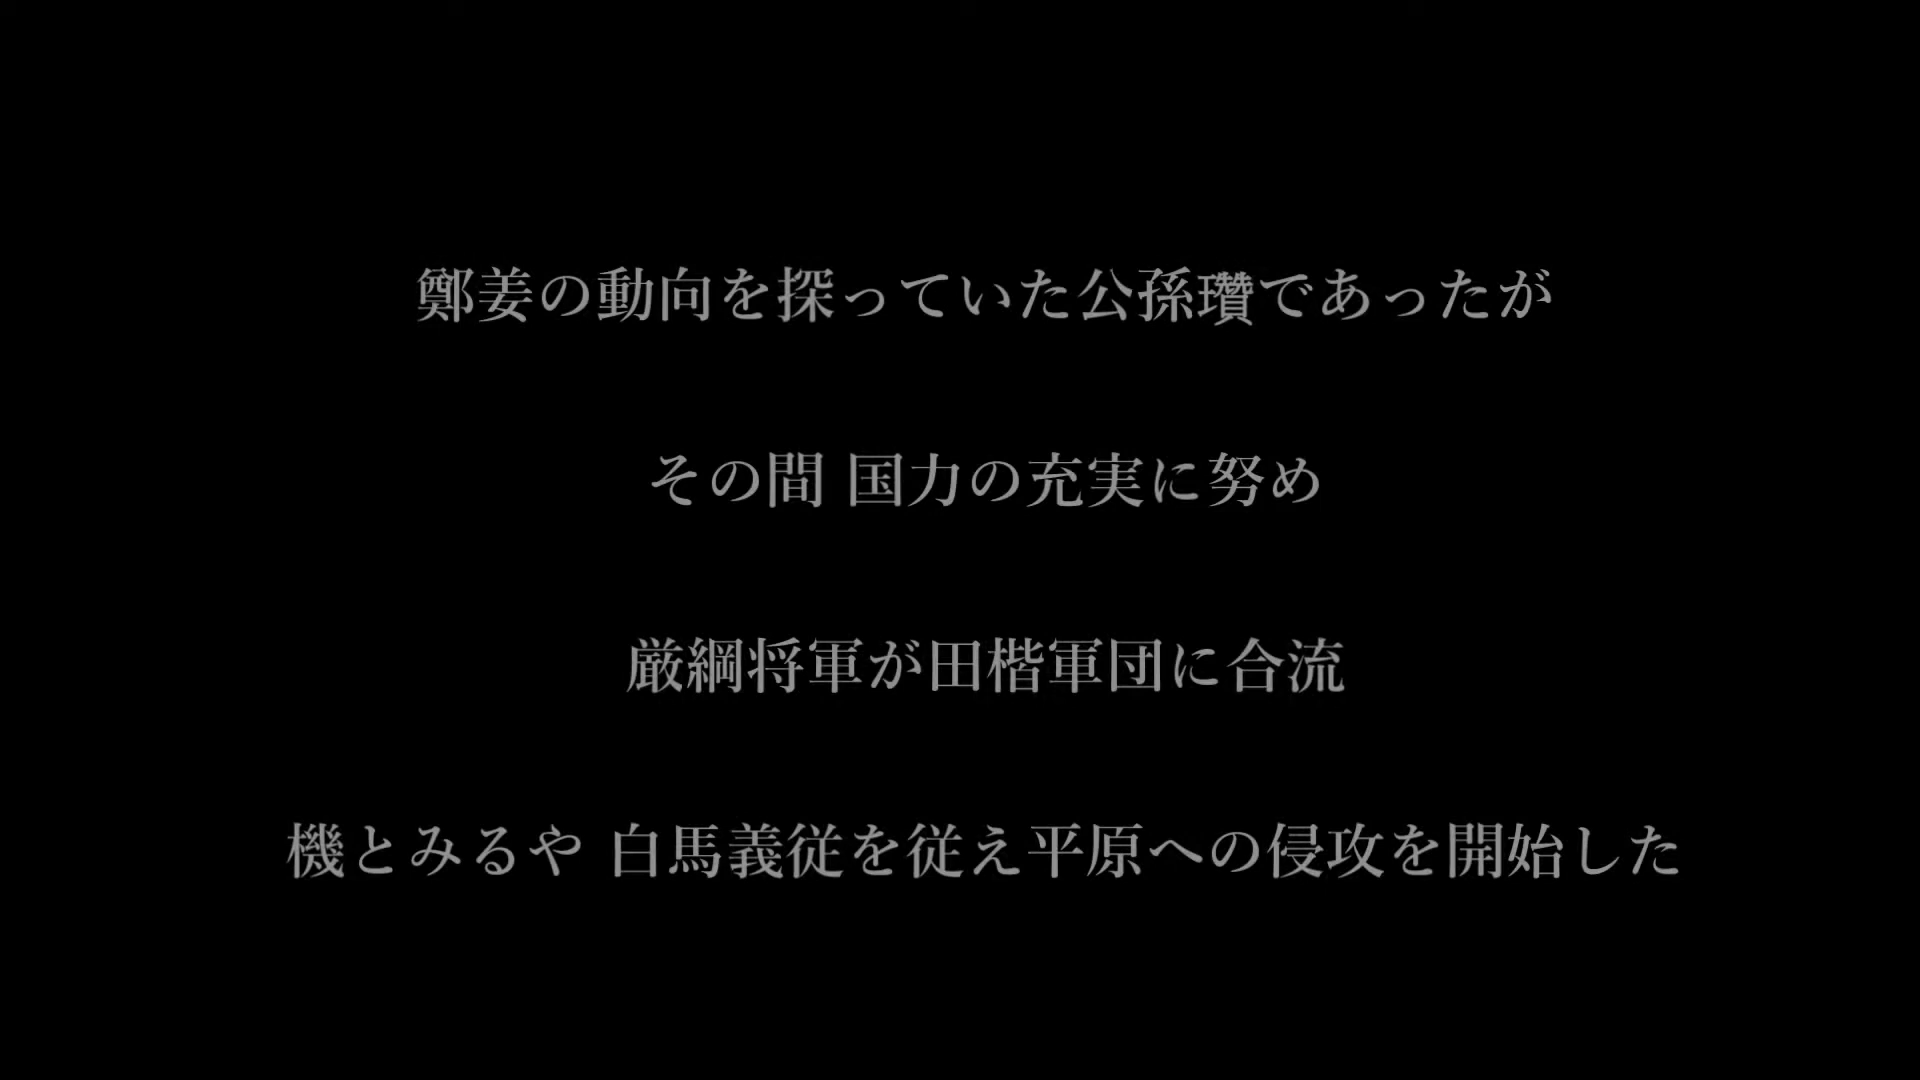 鄭姜の動向を探っていた公孫瓚であったが
その間 国力の充実に努め
厳綱将軍が田楷軍団に合流
機とみるや 白馬義従を従え平原への侵攻を開始した